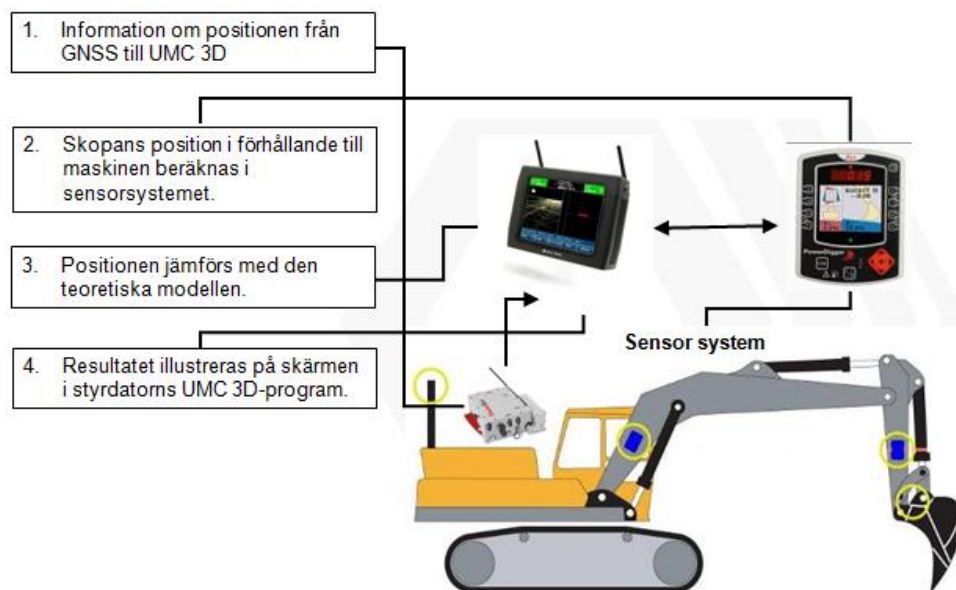 1. Information om positionen från
GNSS till UMC 3D
2. Skopans position i förhållande till
maskinen beräknas i
sensorsystemet.
3. Positionen jämförs med den
teoretiska modellen.
4. Resultatet illustreras på skärmen
i styrdatorns UMC 3D-program.
PowerDigger
Sensor system